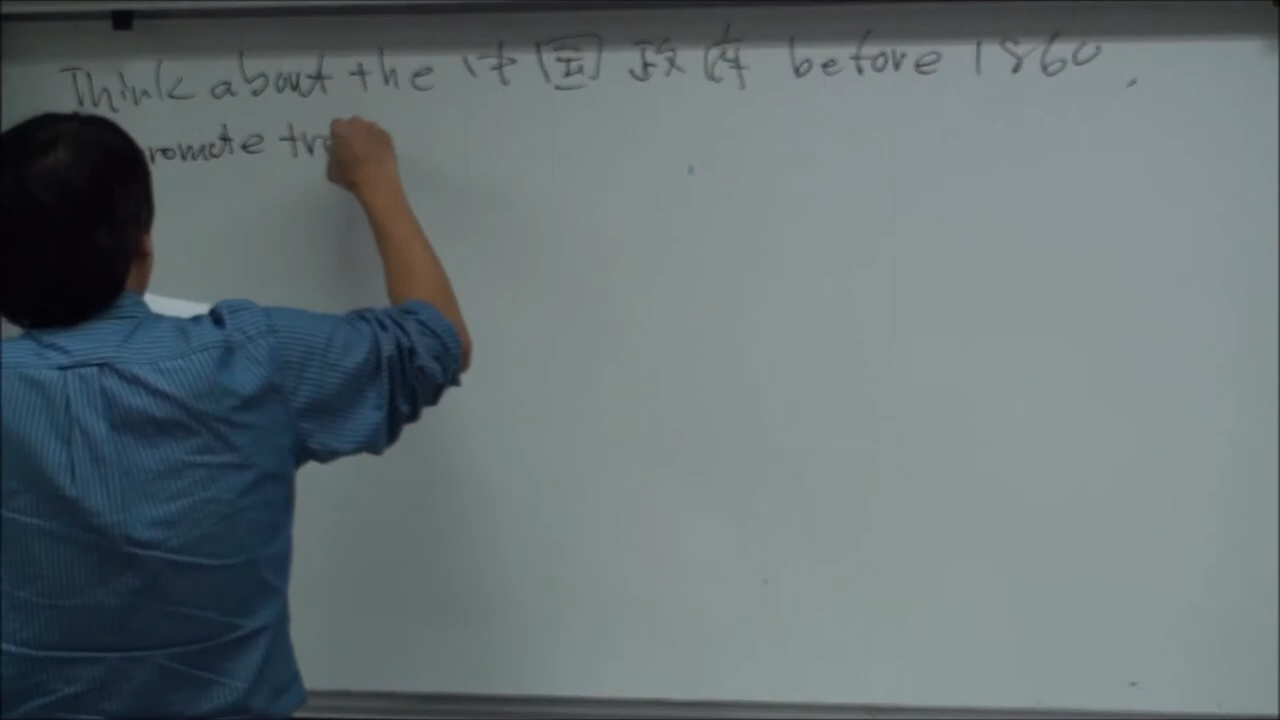 Think about the 中国政府 before 1860,
romote tr